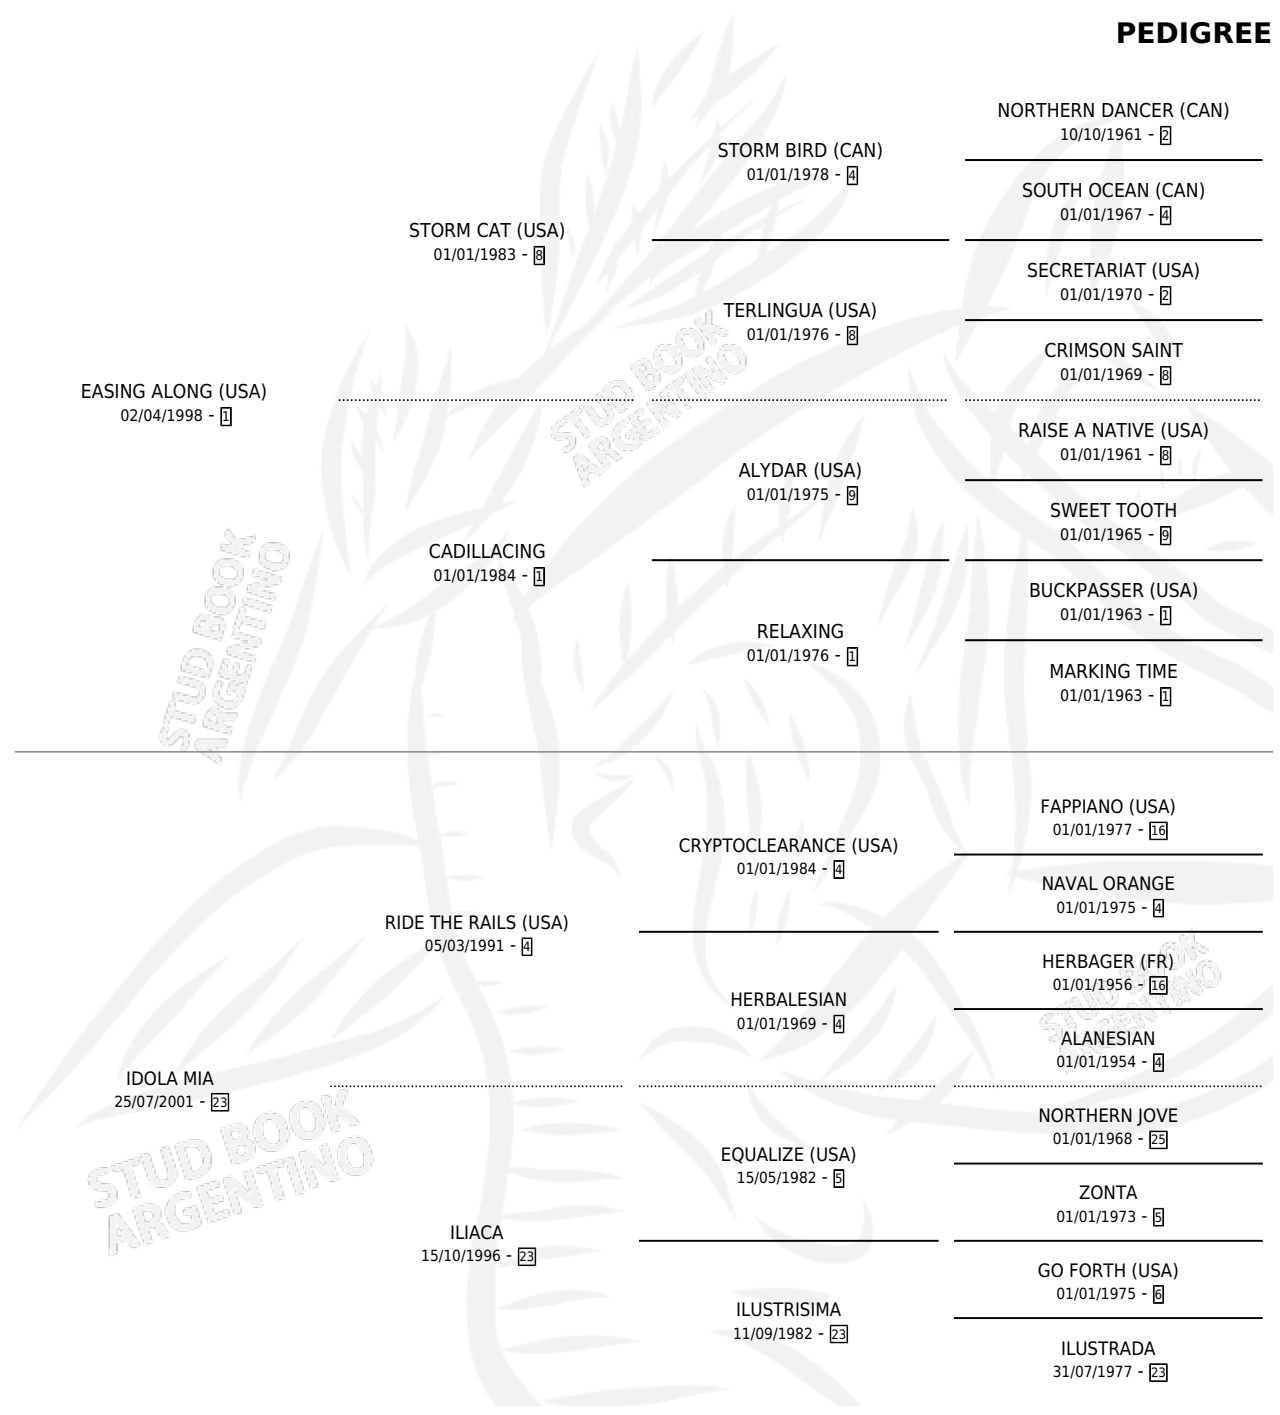 PEDIGREE
NORTHERN DANCER (CAN)
10/10/1961 - 2
STORM BIRD (CAN)
01/01/1978 - 4
SOUTH OCEAN (CAN)
01/01/1967 - 4
STORM CAT (USA)
01/01/1983 - 8
SECRETARIAT (USA)
01/01/1970 - 2
TERLINGUA (USA)
01/01/1976 - 8
CRIMSON SAINT
01/01/1969 - 8
EASING ALONG (USA)
02/04/1998 - 1
RAISE A NATIVE (USA)
01/01/1961 - 8
ALYDAR (USA)
01/01/1975 - 9
SWEET TOOTH
01/01/1965 - 9
CADILLACING
01/01/1984 - 1
BUCKPASSER (USA)
01/01/1963 - 1
RELAXING
01/01/1976 - 1
MARKING TIME
01/01/1963 - 1
FAPPIANO (USA)
01/01/1977 - 16
CRYPTOCLEARANCE (USA)
01/01/1984 - 4
NAVAL ORANGE
01/01/1975 - 4
RIDE THE RAILS (USA)
05/03/1991 - 4
HERBAGER (FR)
01/01/1956 - 16
HERBALESIAN
01/01/1969 - 4
ALANESIAN
01/01/1954 - 4
IDOLA MIA
25/07/2001 - 23
NORTHERN JOVE
01/01/1968 - 25
EQUALIZE (USA)
15/05/1982 - 5
ZONTA
01/01/1973 - 5
ILIACA
15/10/1996 - 23
GO FORTH (USA)
01/01/1975 - 6
ILUSTRISIMA
11/09/1982 - 23
ILUSTRADA
31/07/1977 - 23
STUD BOOK
ARGENTINO
STUD BOOK
ARGENTINO
STUD BOOK
ARGENTINO
STUD BOOK
ARGENTINO